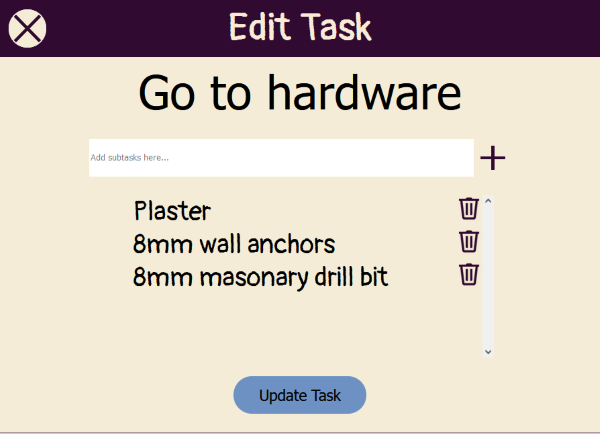 Edit Task
Go to hardware
Add subtasks here...
Plaster
8mm wall anchors
8mm masonary drill bit
Update Task